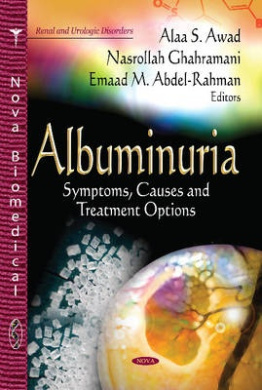 Renal and Urologic Disorders
Alaa S. Awad
Nasrollah Ghahramani
Emaad M. Abdel-Rahman
Editors
Albuminuria
Symptoms, Causes and
Treatment Options
Nova Biomedical
NOVA